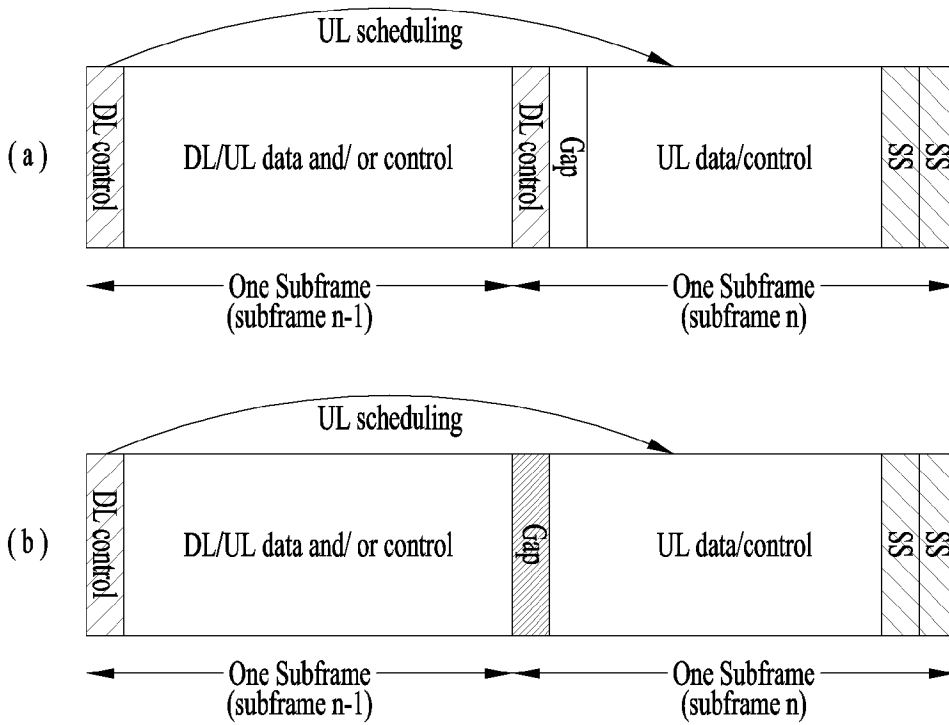 UL scheduling
( a )
DL control
DL/UL data and/ or control
DL control
Gap
UL data/control
SS
SS
One Subframe
(subframe n-1)
One Subframe
(subframe n)
UL scheduling
( b )
DL control
DL/UL data and/ or control
Gap
UL data/control
SS
SS
One Subframe
(subframe n-1)
One Subframe
(subframe n)